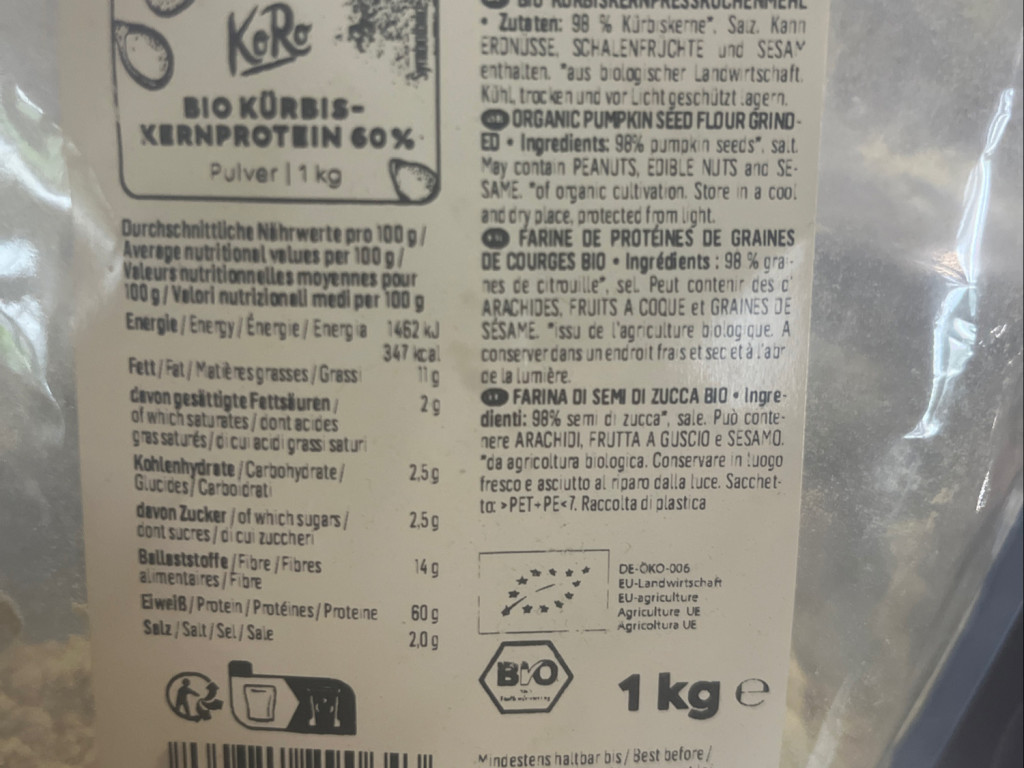 KoRo
BIO KÜRBIS-
KERNPROTEIN 60%
Pulver | 1 kg
Durchschnittliche Nährwerte pro 100 g/
Average nutritional values per 100 g/
Valeurs nutritionnelles moyennes pour
100 g/Valori nutrizionali medi per 100 g
Energie/Energy/Énergie/Energia 1462 kJ
347 kcal
Fett/Fat/Matières grasses/Grassi 11 g
davon gesättigte Fettsäuren/ 2 g
of which saturates/dont acides
gras saturés/di cui acidi grassi saturi
Kohlenhydrate/Carbohydrate/ 2,5 g
Glucides/Carboidrati
davon Zucker/of which sugars/ 2,5 g
dont sucres/di cui zuccheri
Ballaststoffe/Fibre/Fibres 14 g
alimentaires/Fibre
Eiweiß/Protein/Protéines/Proteine 60 g
Salz/Salt/Sel/Sale 2,0 g
BIO KÜRBISKERNPRESSKUCHENMEHL
• Zutaten: 98 % Kürbiskerne*, Salz. Kann
ERDNÜSSE, SCHALENFRÜCHTE und SESAM
enthalten. *aus biologischer Landwirtschaft.
Kühl, trocken und vor Licht geschützt lagern.
ORGANIC PUMPKIN SEED FLOUR GRIND-
ED • Ingredients: 98% pumpkin seeds*, salt.
May contain PEANUTS, EDIBLE NUTS and SE-
SAME. *of organic cultivation. Store in a cool
and dry place, protected from light.
FARINE DE PROTÉINES DE GRAINES
DE COURGES BIO • Ingrédients : 98 % grai-
nes de citrouille*, sel. Peut contenir des d'
ARACHIDES, FRUITS A COQUE et GRAINES DE
SÉSAME. *issu de l'agriculture biologique. A
conserver dans un endroit frais et sec et à l'abr
de la lumière.
FARINA DI SEMI DI ZUCCA BIO • Ingre-
dienti: 98% semi di zucca*, sale. Può conte-
nere ARACHIDI, FRUTTA A GUSCIO e SESAMO.
*da agricoltura biologica. Conservare in luogo
fresco e asciutto al riparo dalla luce. Sacchet-
to: >PET+PE<7. Raccolta di plastica
DE-ÖKO-006
EU-Landwirtschaft
EU-agriculture
Agriculture UE
Agricoltura UE
BIO
1 kg e
Mindestens haltbar bis/Best before/